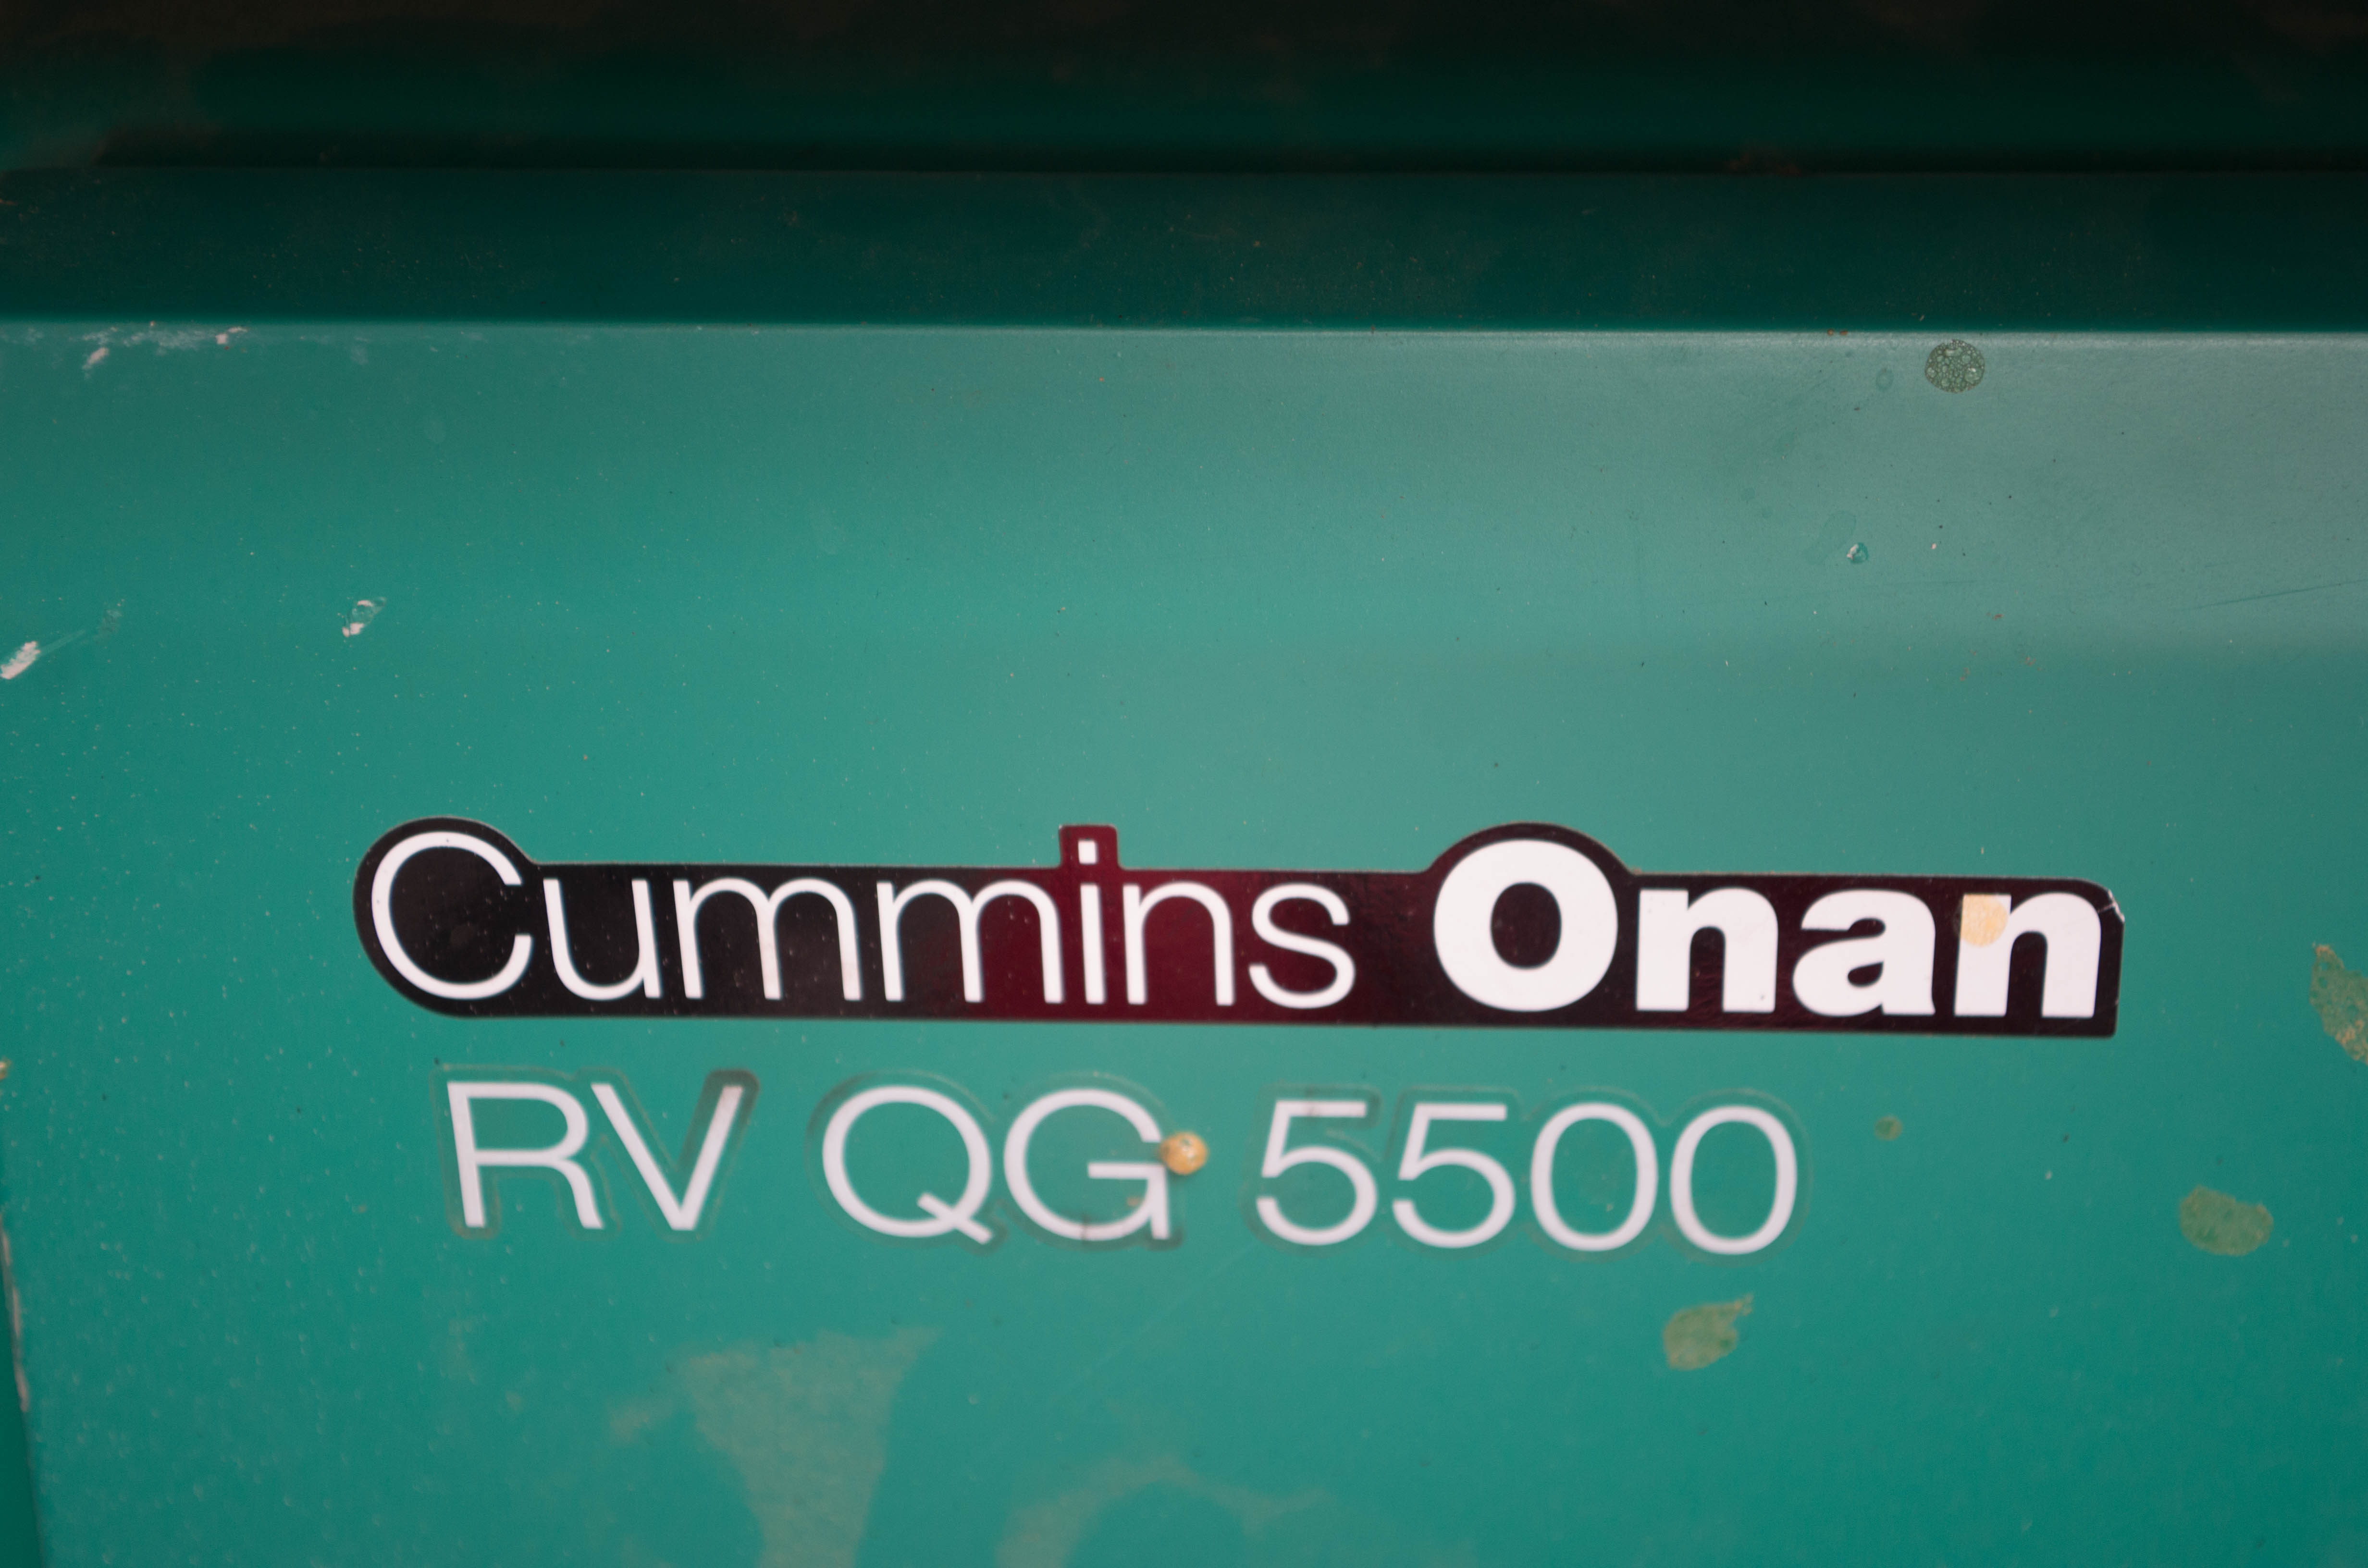 Cummins Onan
RV QG 5500